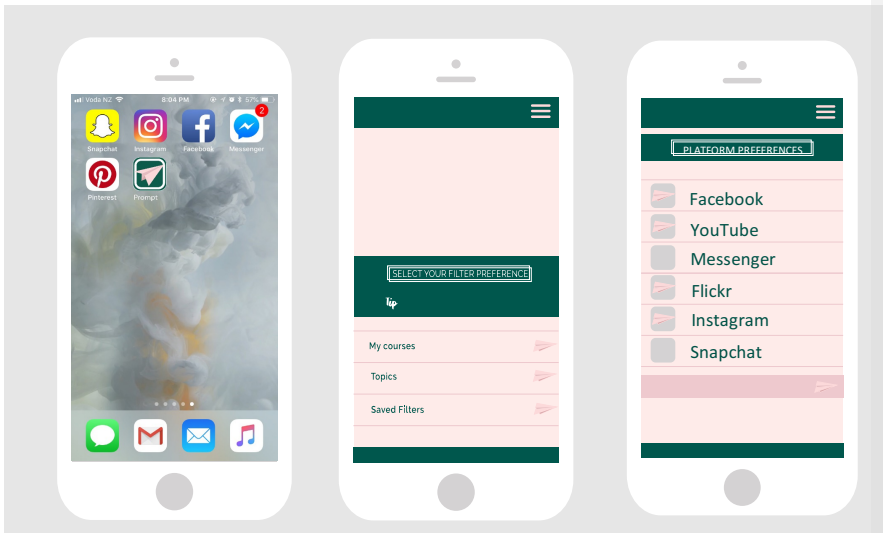 Voda NZ 8:04 PM 57%
2
Snapchat Instagram Facebook Messenger
Pinterest Prompt
SELECT YOUR FILTER PREFERENCE
My courses
Topics
Saved Filters
PLATFORM PREFERENCES
Facebook
YouTube
Messenger
Flickr
Instagram
Snapchat